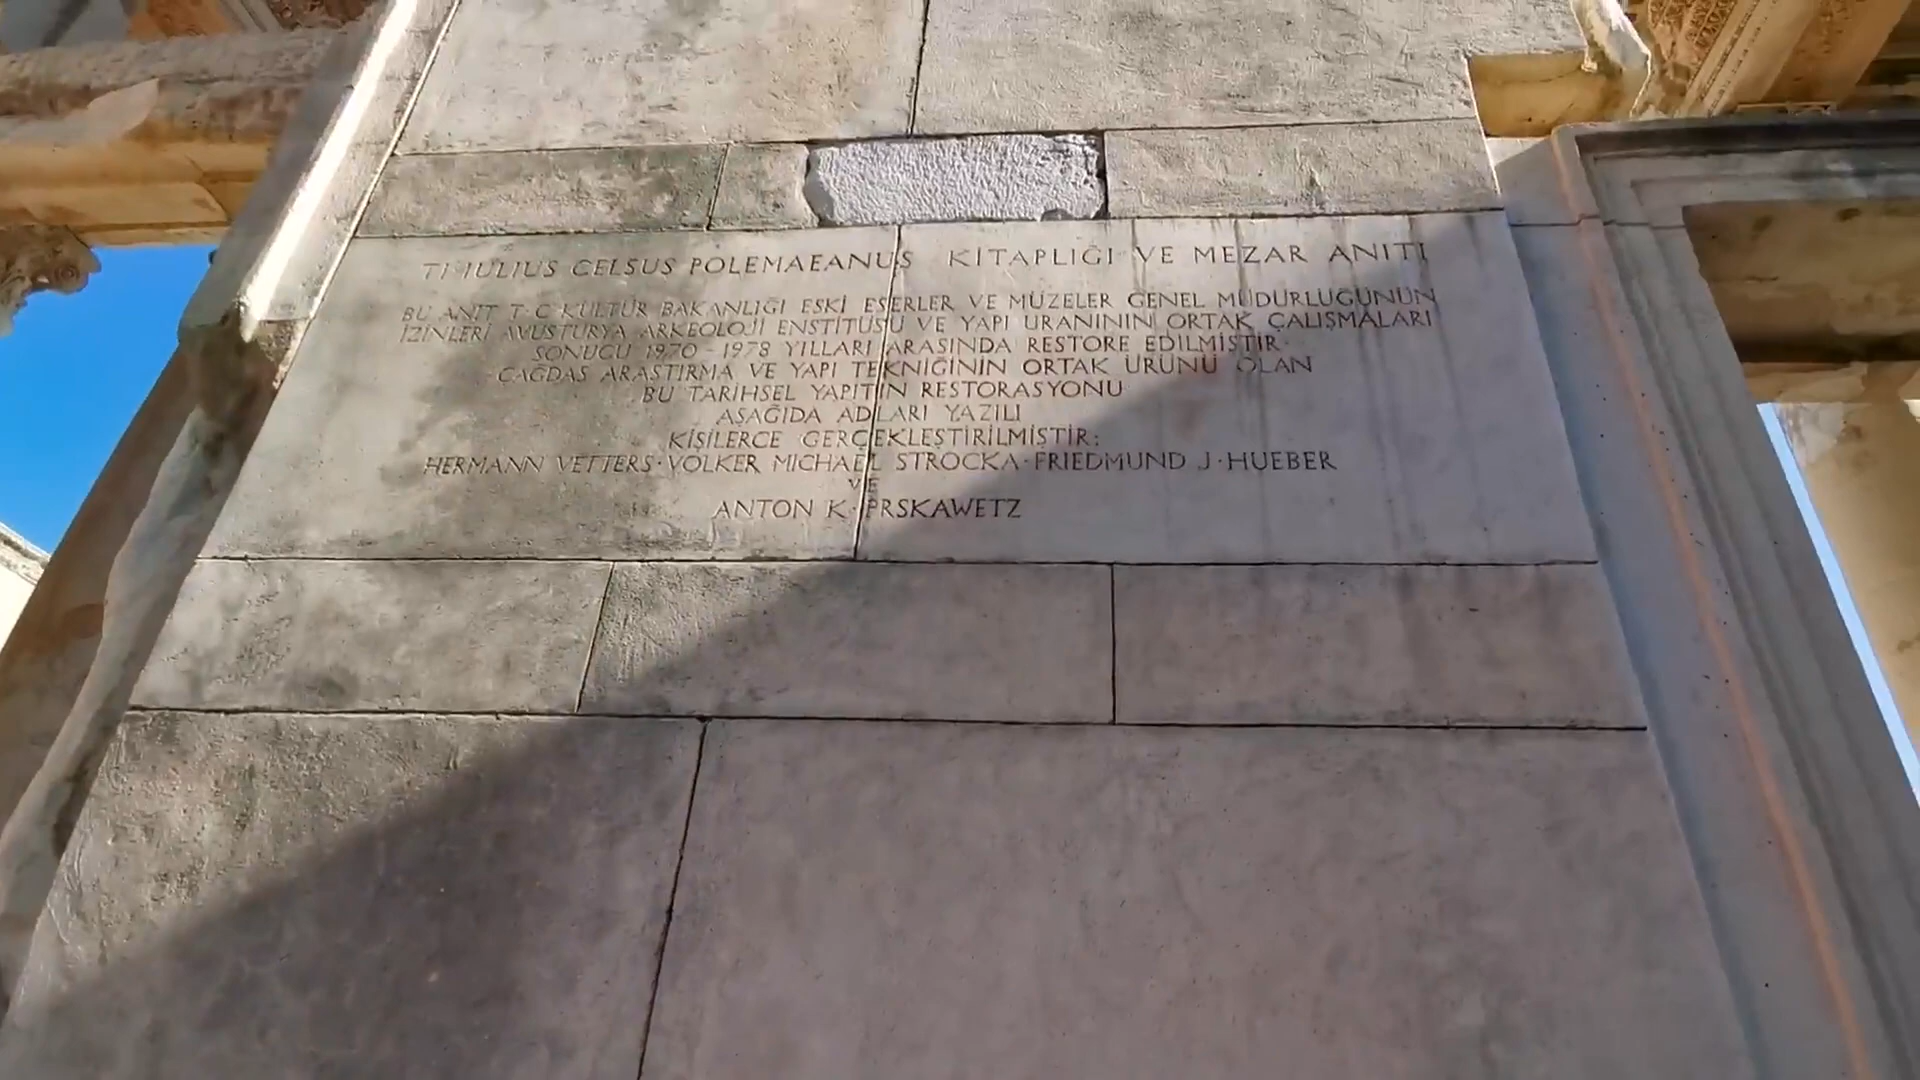 TI·IULIUS CELSUS POLEMAEANUS KİTAPLIĞI VE MEZAR ANITI
BU ANIT T·C·KÜLTÜR BAKANLIĞI ESKİ ESERLER VE MÜZELER GENEL MÜDÜRLÜĞÜNÜN
İZİNLERİ AVUSTURYA ARKEOLOJİ ENSTİTÜSÜ VE YAPI URANININ ORTAK ÇALIŞMALARI
SONUCU 1970-1978 YILLARI ARASINDA RESTORE EDİLMİŞTİR·
ÇAĞDAŞ ARAŞTIRMA VE YAPI TEKNİĞİNİN ORTAK ÜRÜNÜ OLAN
BU TARİHSEL YAPITIN RESTORASYONU
AŞAĞIDA ADLARI YAZILI
KİŞİLERCE GERÇEKLEŞTİRİLMİŞTİR:
HERMANN VETTERS·VOLKER MICHAEL STROCKA·FRIEDMUND J·HUEBER
VE
ANTON K·PRSKAWETZ